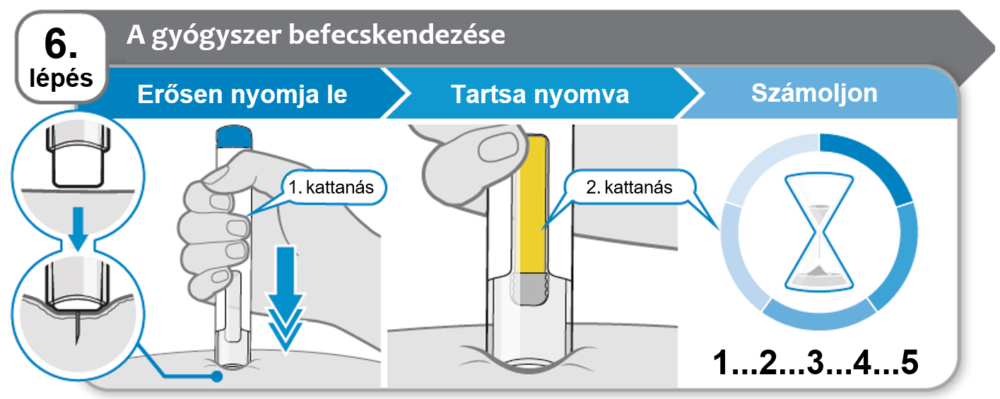 6.
lépés
A gyógyszer befecskendezése
Erősen nyomja le
Tartsa nyomva
Számoljon
1. kattanás
2. kattanás
1...2...3...4...5